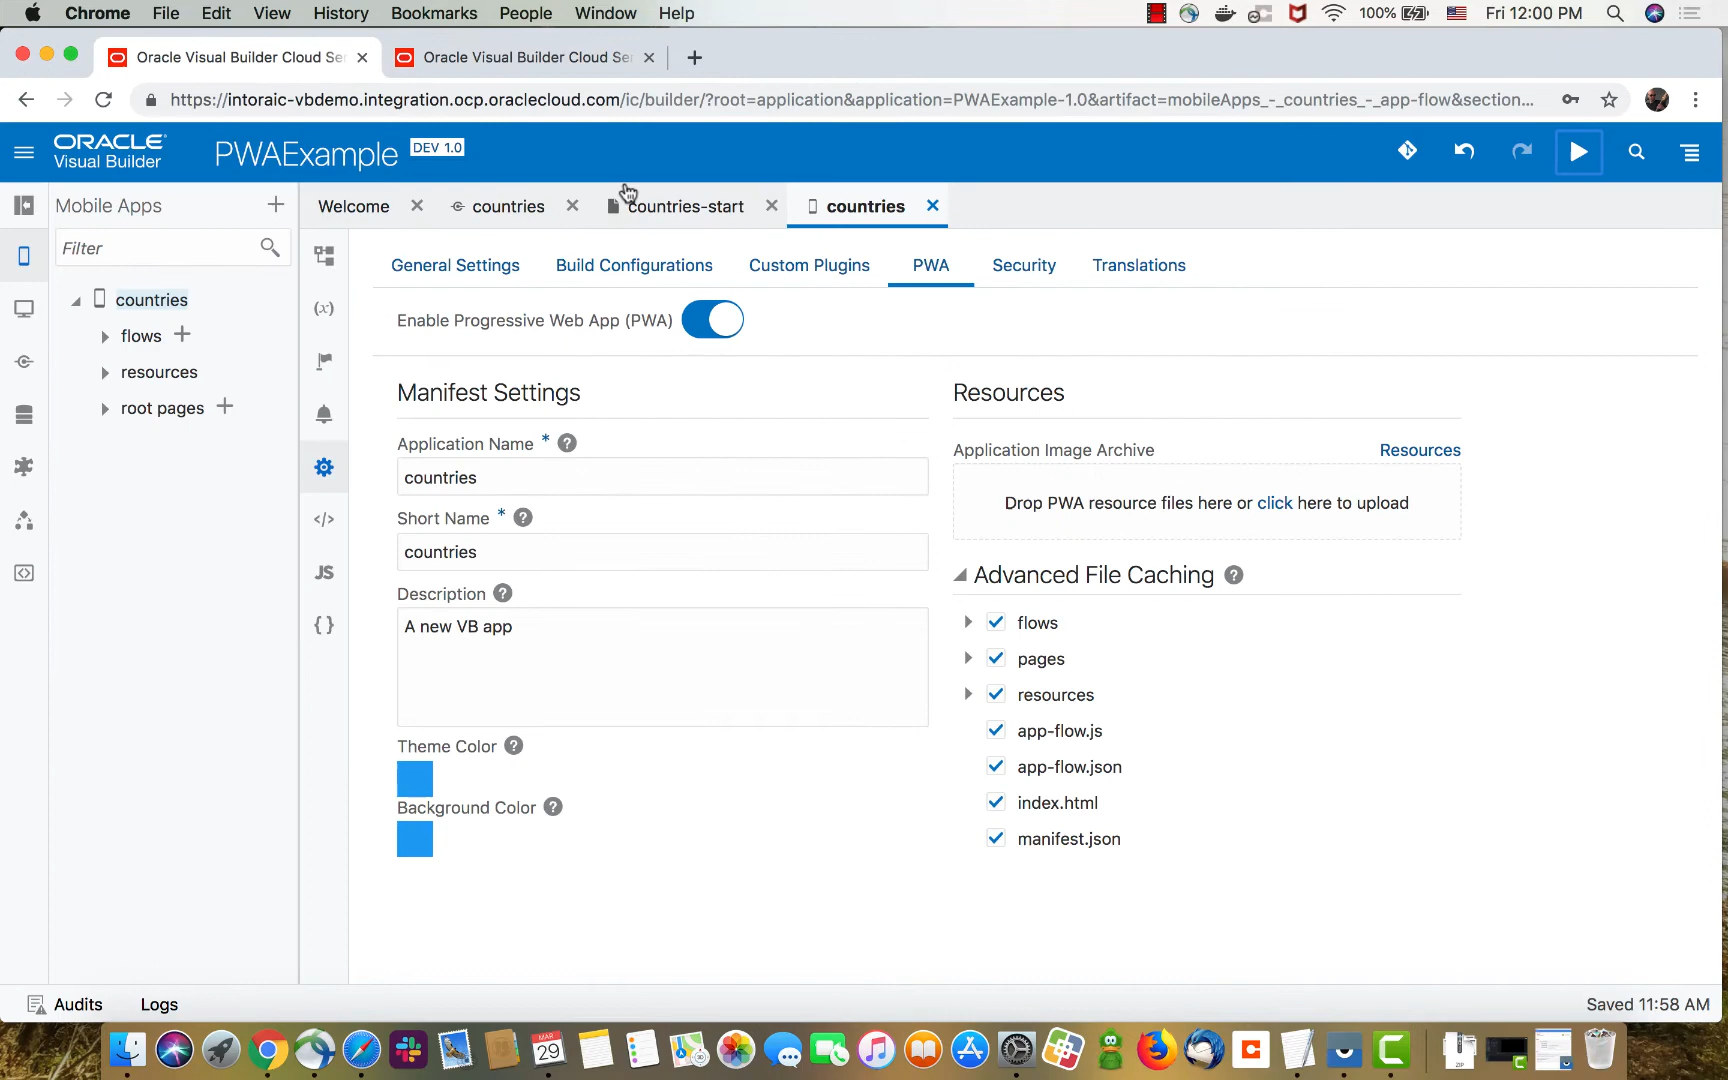 Chrome File Edit View History Bookmarks People Window Help 100% Fri 12:00 PM
Oracle Visual Builder Cloud Ser Oracle Visual Builder Cloud Ser
https://intoraic-vbdemo.integration.ocp.oraclecloud.com/ic/builder/?root=application&application=PWAExample-1.0&artifact=mobileApps_-_countries_-_app-flow&section...
ORACLE
Visual Builder
PWAExample DEV 1.0
Mobile Apps
Welcome countries countries-start countries
Filter
General Settings Build Configurations Custom Plugins PWA Security Translations
countries
flows
resources
root pages
(x)
JS
Enable Progressive Web App (PWA)
Manifest Settings
Application Name * ?
countries
Short Name * ?
countries
Description ?
A new VB app
Theme Color ?
Background Color ?
Resources
Application Image Archive Resources
Drop PWA resource files here or click here to upload
Advanced File Caching ?
flows
pages
resources
app-flow.js
app-flow.json
index.html
manifest.json
Audits Logs Saved 11:58 AM
MAR
29